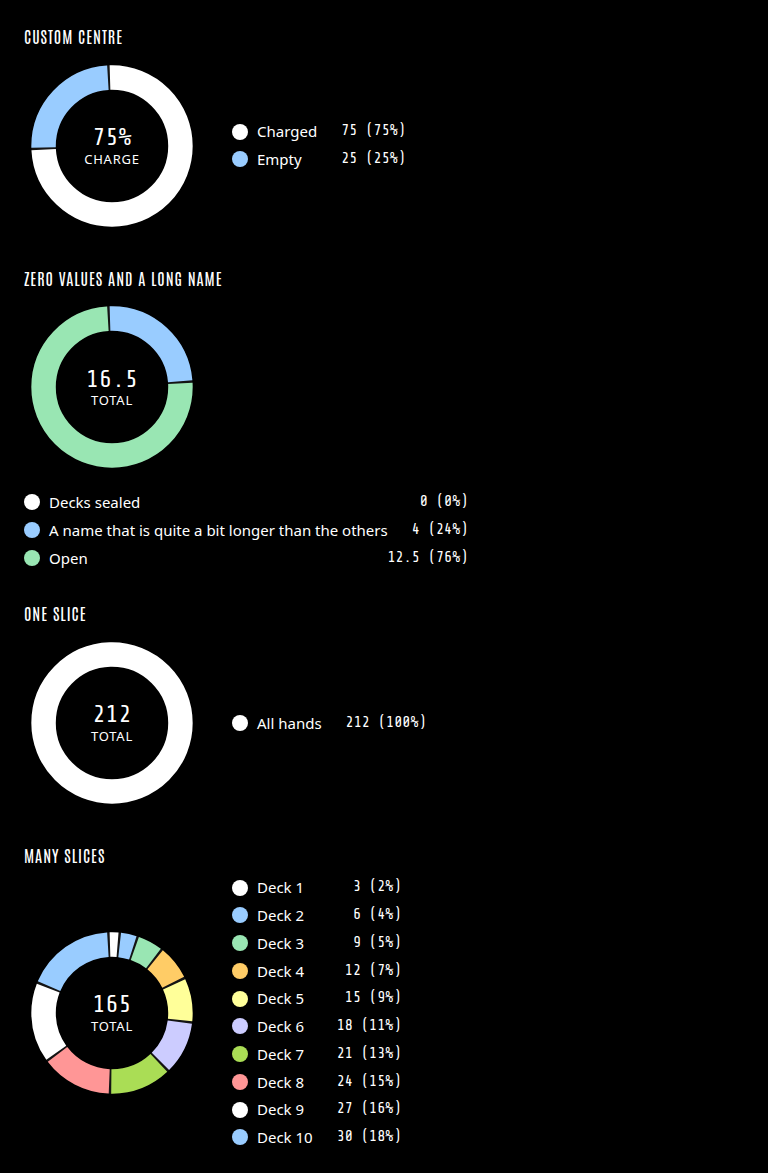 CUSTOM CENTRE
75%
CHARGE
Charged 75 (75%)
Empty 25 (25%)
ZERO VALUES AND A LONG NAME
16.5
TOTAL
Decks sealed 0 (0%)
A name that is quite a bit longer than the others 4 (24%)
Open 12.5 (76%)
ONE SLICE
212
TOTAL
All hands 212 (100%)
MANY SLICES
165
TOTAL
Deck 1 3 (2%)
Deck 2 6 (4%)
Deck 3 9 (5%)
Deck 4 12 (7%)
Deck 5 15 (9%)
Deck 6 18 (11%)
Deck 7 21 (13%)
Deck 8 24 (15%)
Deck 9 27 (16%)
Deck 10 30 (18%)